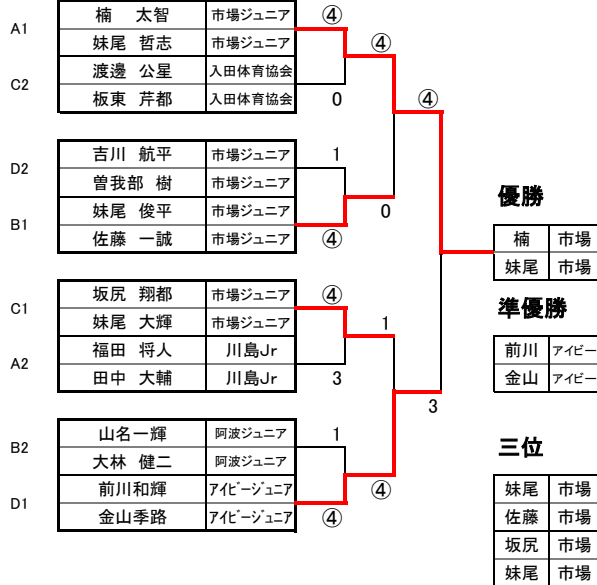 A1
楠 太智 市場ジュニア ④
妹尾 哲志 市場ジュニア ④
C2
渡邊 公星 入田体育協会
板東 芹都 入田体育協会 0
④
D2
吉川 航平 市場ジュニア 1
曽我部 樹 市場ジュニア
B1
妹尾 俊平 市場ジュニア 0
佐藤 一誠 市場ジュニア ④
C1
坂尻 翔都 市場ジュニア ④
妹尾 大輝 市場ジュニア 1
A2
福田 将人 川島Jr
田中 大輔 川島Jr 3
3
B2
山名一輝 阿波ジュニア 1
大林 健二 阿波ジュニア
D1
前川和輝 アイビージュニア ④
金山季路 アイビージュニア ④
優勝
楠 市場
妹尾 市場
準優勝
前川 アイビー
金山 アイビー
三位
妹尾 市場
佐藤 市場
坂尻 市場
妹尾 市場